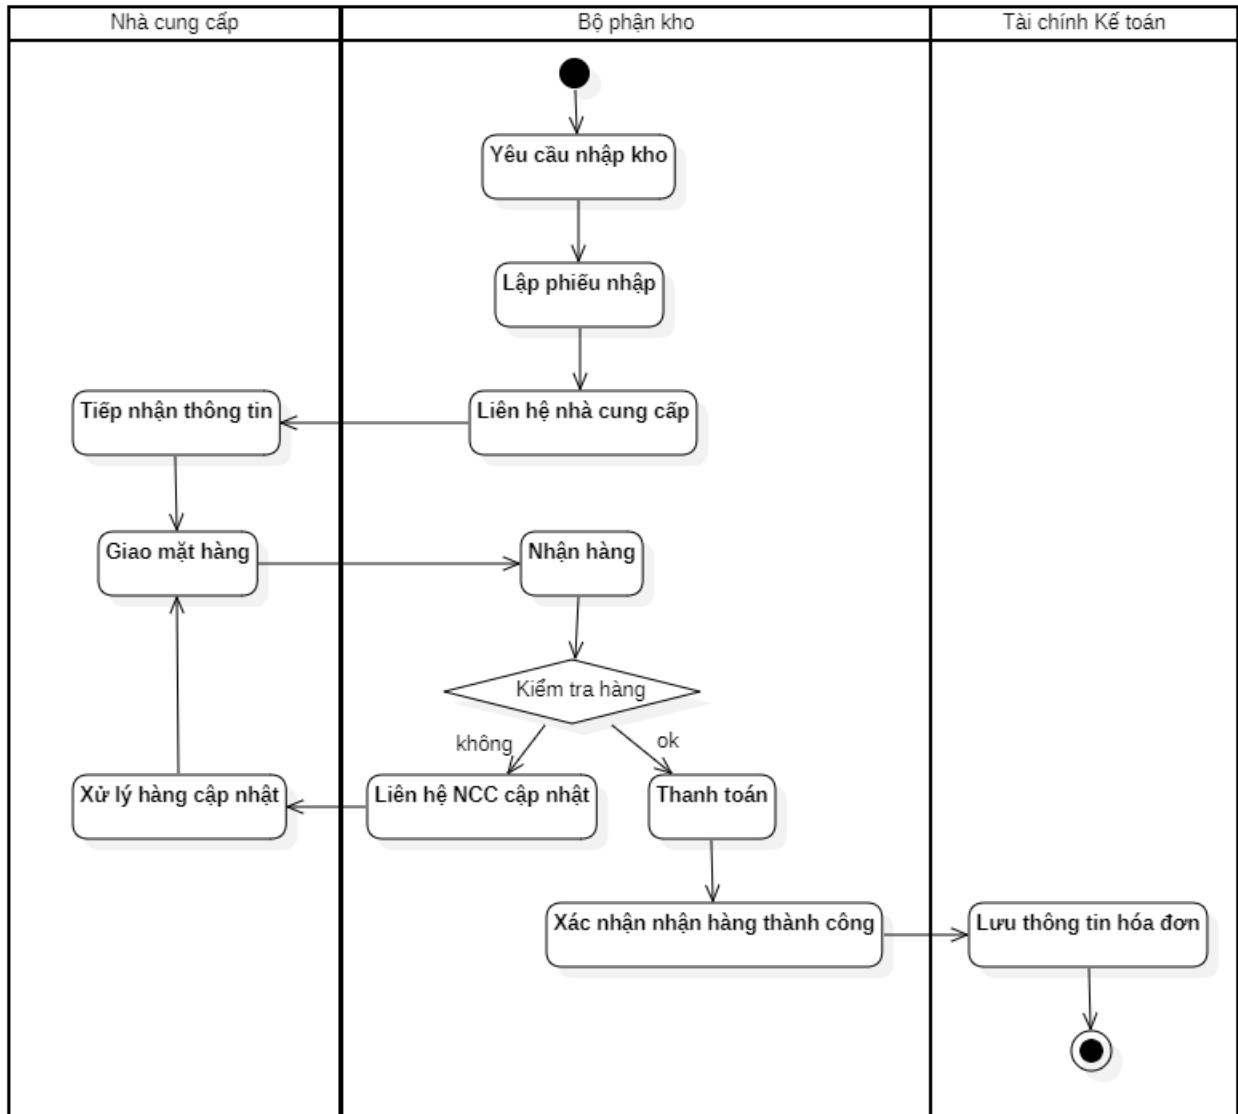 Nhà cung cấp
Bộ phận kho
Tài chính Kế toán
Yêu cầu nhập kho
Lập phiếu nhập
Tiếp nhận thông tin
Liên hệ nhà cung cấp
Giao mặt hàng
Nhận hàng
Kiểm tra hàng
không
ok
Xử lý hàng cập nhật
Liên hệ NCC cập nhật
Thanh toán
Xác nhận nhận hàng thành công
Lưu thông tin hóa đơn